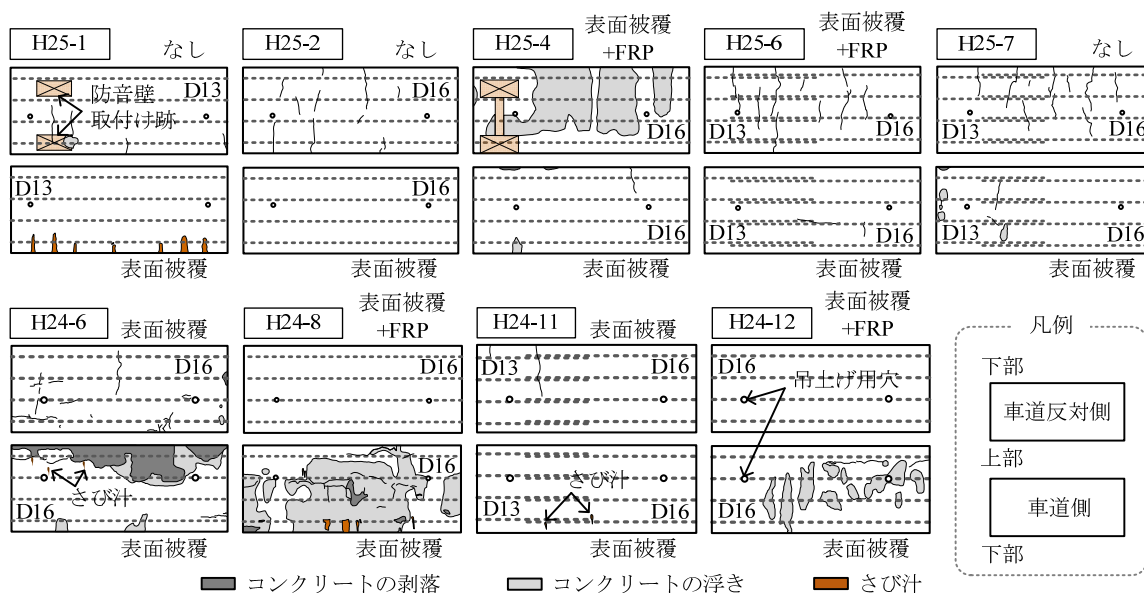 H25-1
なし
D13
防音壁
取付け跡
D13
表面被覆
H25-2
なし
D16
D16
表面被覆
H25-4
表面被覆
+FRP
D16
D16
表面被覆
H25-6
表面被覆
+FRP
D13
D16
D13
D16
表面被覆
H25-7
なし
D13
D16
D13
D16
表面被覆
H24-6
表面被覆
D16
さび汁
D16
表面被覆
H24-8
表面被覆
+FRP
D16
D16
表面被覆
H24-11
表面被覆
D13
D16
さび汁
D13
D16
表面被覆
H24-12
表面被覆
+FRP
D16
吊上げ用穴
D16
表面被覆
凡例
下部
車道反対側
上部
車道側
下部
コンクリートの剥落
コンクリートの浮き
さび汁